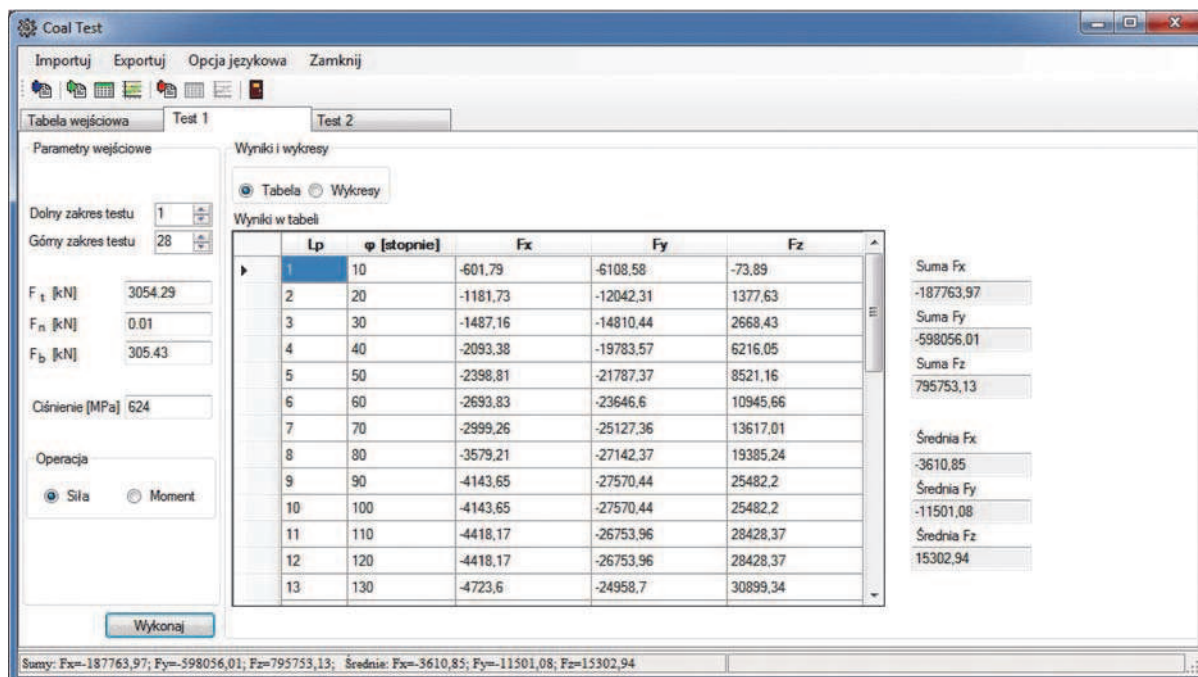 Coal Test
Importuj Exportuj Opcja językowa Zamknij
Tabela wejściowa Test 1 Test 2
Parametry wejściowe
Dolny zakres testu 1
Górny zakres testu 28
F t [kN] 3054.29
F n [kN] 0.01
F b [kN] 305.43
Ciśnienie [MPa] 624
Operacja
Siła Moment
Wykonaj
Wyniki i wykresy
Tabela Wykresy
Wyniki w tabeli
Lp φ [stopnie] Fx Fy Fz
1 10 -601,79 -6108,58 -73,89
2 20 -1181,73 -12042,31 1377,63
3 30 -1487,16 -14810,44 2668,43
4 40 -2093,38 -19783,57 6216,05
5 50 -2398,81 -21787,37 8521,16
6 60 -2693,83 -23646,6 10945,66
7 70 -2999,26 -25127,36 13617,01
8 80 -3579,21 -27142,37 19385,24
9 90 -4143,65 -27570,44 25482,2
10 100 -4143,65 -27570,44 25482,2
11 110 -4418,17 -26753,96 28428,37
12 120 -4418,17 -26753,96 28428,37
13 130 -4723,6 -24958,7 30899,34
Suma Fx
-187763,97
Suma Fy
-598056,01
Suma Fz
795753,13
Średnia Fx
-3610,85
Średnia Fy
-11501,08
Średnia Fz
15302,94
Sumy: Fx=-187763,97; Fy=-598056,01; Fz=795753,13; Średnie: Fx=-3610,85; Fy=-11501,08; Fz=15302,94